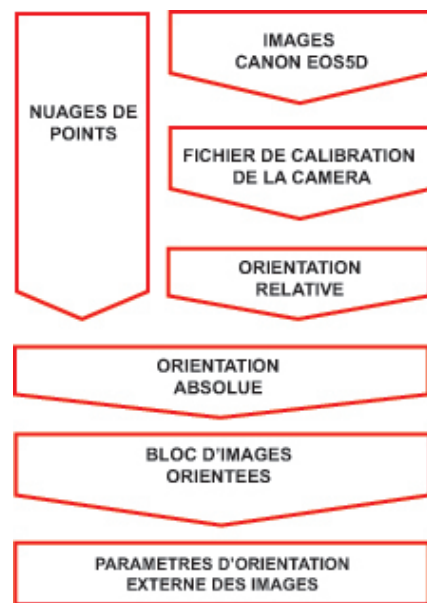 NUAGES DE
POINTS
IMAGES
CANON EOS5D
FICHIER DE CALIBRATION
DE LA CAMERA
ORIENTATION
RELATIVE
ORIENTATION
ABSOLUE
BLOC D'IMAGES
ORIENTEES
PARAMETRES D'ORIENTATION
EXTERNE DES IMAGES